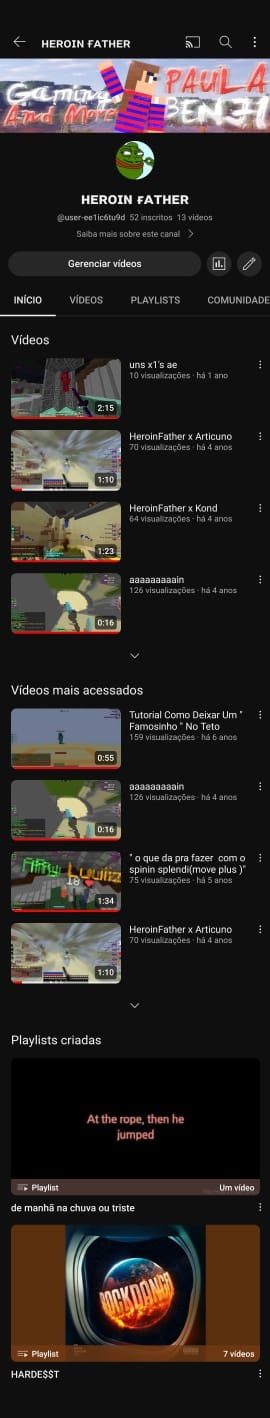 HEROIN ꞘATHER
Gaming PAULA
And More BENJI
HEROIN ꞘATHER
@user-ee1ic6tu9d 52 inscritos 13 vídeos
Saiba mais sobre este canal
Gerenciar vídeos
INÍCIO VÍDEOS PLAYLISTS COMUNIDADE
Vídeos
uns x1's ae
10 visualizações · há 1 ano
2:15
HeroinFather x Articuno
70 visualizações · há 4 anos
1:10
HeroinFather x Kond
64 visualizações · há 4 anos
1:23
aaaaaaaaain
126 visualizações · há 4 anos
0:16
Vídeos mais acessados
Tutorial Como Deixar Um "
Famosinho " No Teto
159 visualizações · há 6 anos
0:55
aaaaaaaaain
126 visualizações · há 4 anos
0:16
" o que da pra fazer com o
spinin splendi(move plus )"
75 visualizações · há 5 anos
1:34
HeroinFather x Articuno
70 visualizações · há 4 anos
1:10
Playlists criadas
At the rope, then he
jumped
Playlist Um vídeo
de manhã na chuva ou triste
ROCKDANCA
Playlist 7 vídeos
HARDE$$T